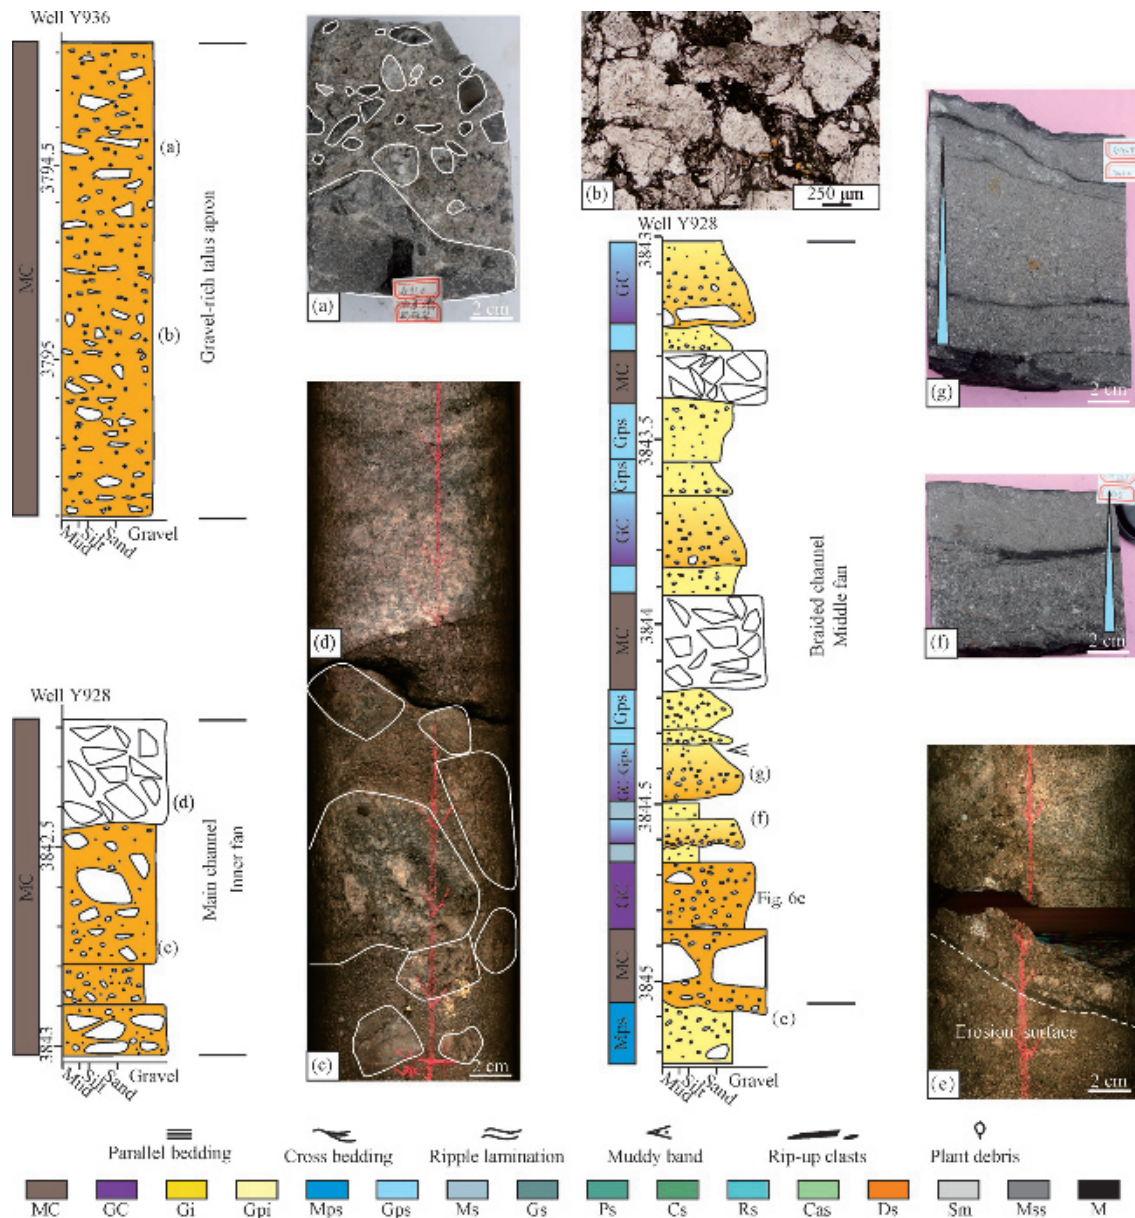 Well Y936
MC
3794.5
3795
(a)
(b)
Gravel-rich talus apron
Mud
Silt
Sand
Gravel
(a)
2 cm
(b)
250 μm
Well Y928
3843
3843.5
3844
3844.5
3845
GC
MC
Gps
Gps
GC
MC
Gps
Gps
GC
GC
MC
Mps
(g)
(f)
Fig. 6c
(e)
Braided channel
Middle fan
Mud
Silt
Sand
Gravel
(g)
2 cm
(f)
2 cm
Erosion surface
(e)
2 cm
(d)
(c)
2 cm
Well Y928
MC
3842.5
3843
(d)
(c)
Main channel
Inner fan
Mud
Silt
Sand
Gravel
Parallel bedding
Cross bedding
Ripple lamination
Muddy band
Rip-up clasts
Plant debris
MC GC Gi Gpi Mps Gps Ms Gs Ps Cs Rs Cas Ds Sm Mss M